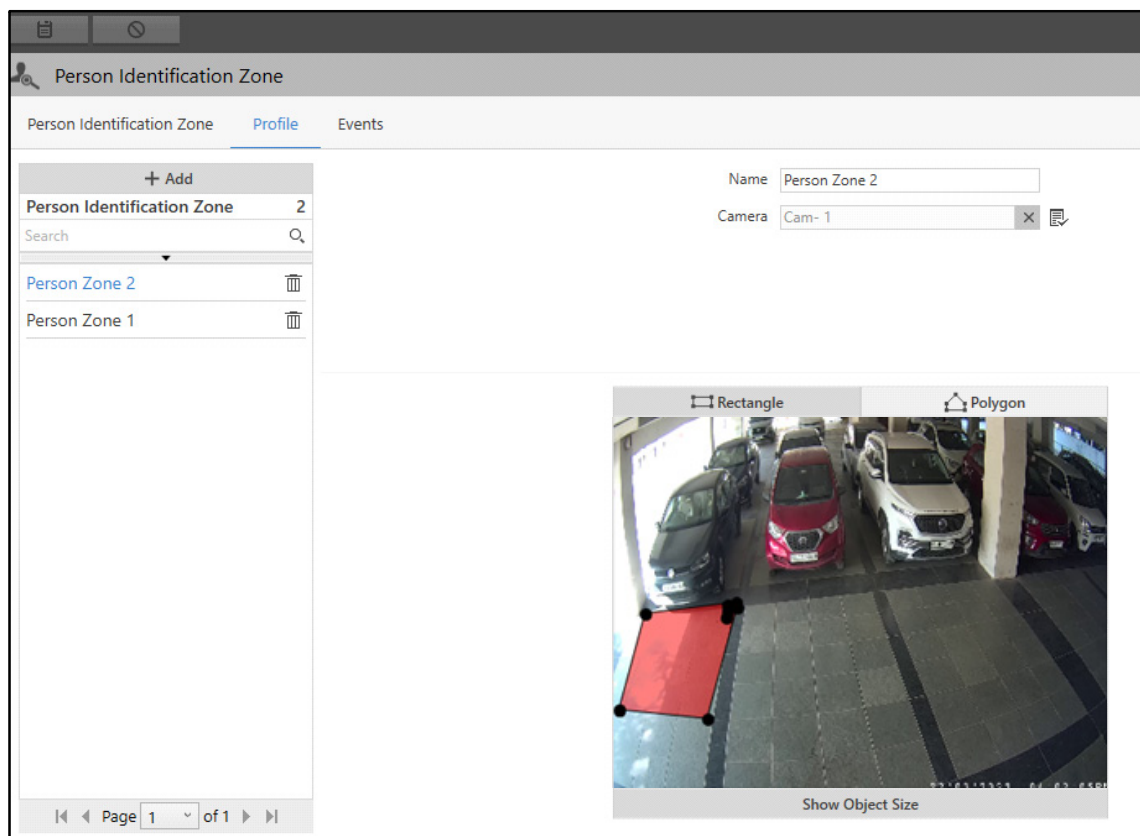 Person Identification Zone
Person Identification Zone Profile Events
+ Add
Person Identification Zone 2
Search
Person Zone 2
Person Zone 1
Page 1 of 1
Name Person Zone 2
Camera Cam- 1
Rectangle Polygon
Show Object Size